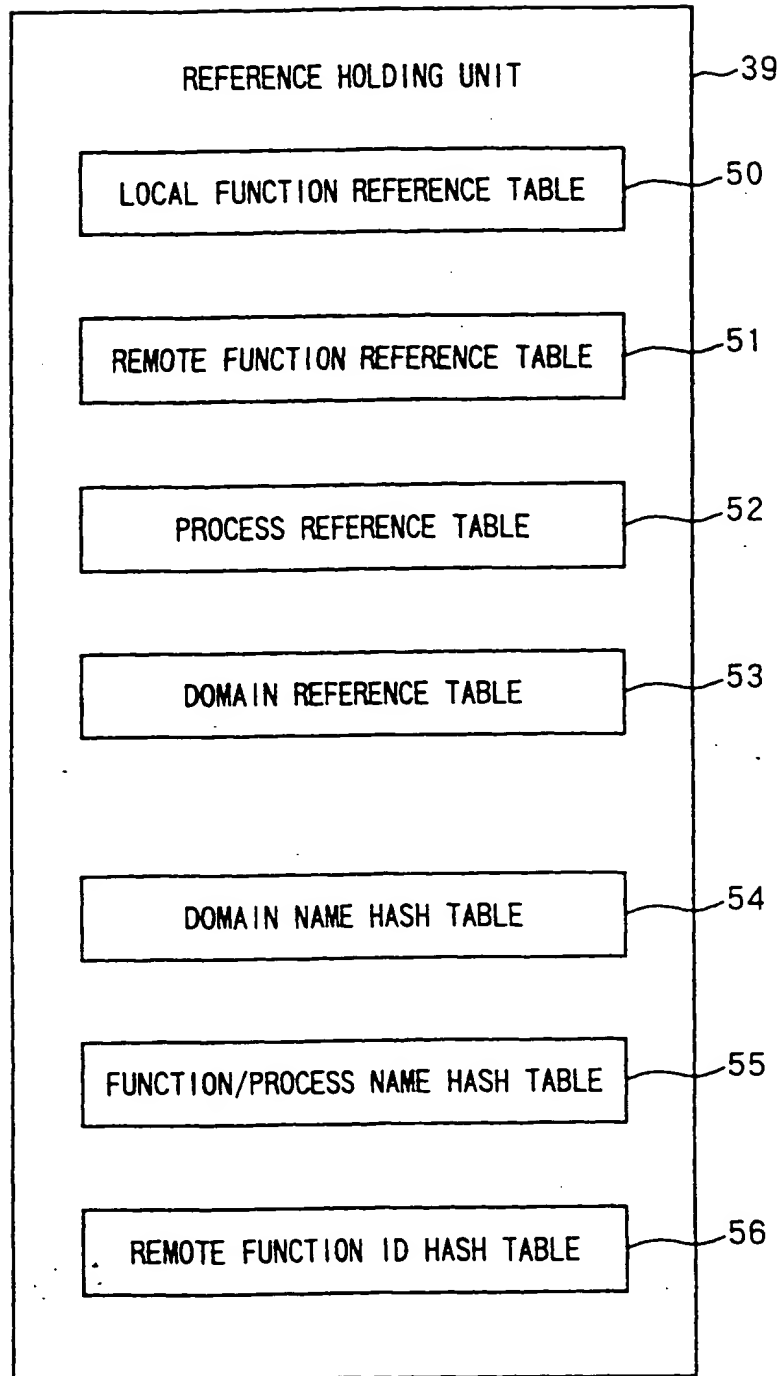 REFERENCE HOLDING UNIT
39
LOCAL FUNCTION REFERENCE TABLE
50
REMOTE FUNCTION REFERENCE TABLE
51
PROCESS REFERENCE TABLE
52
DOMAIN REFERENCE TABLE
53
DOMAIN NAME HASH TABLE
54
FUNCTION/PROCESS NAME HASH TABLE
55
REMOTE FUNCTION ID HASH TABLE
56